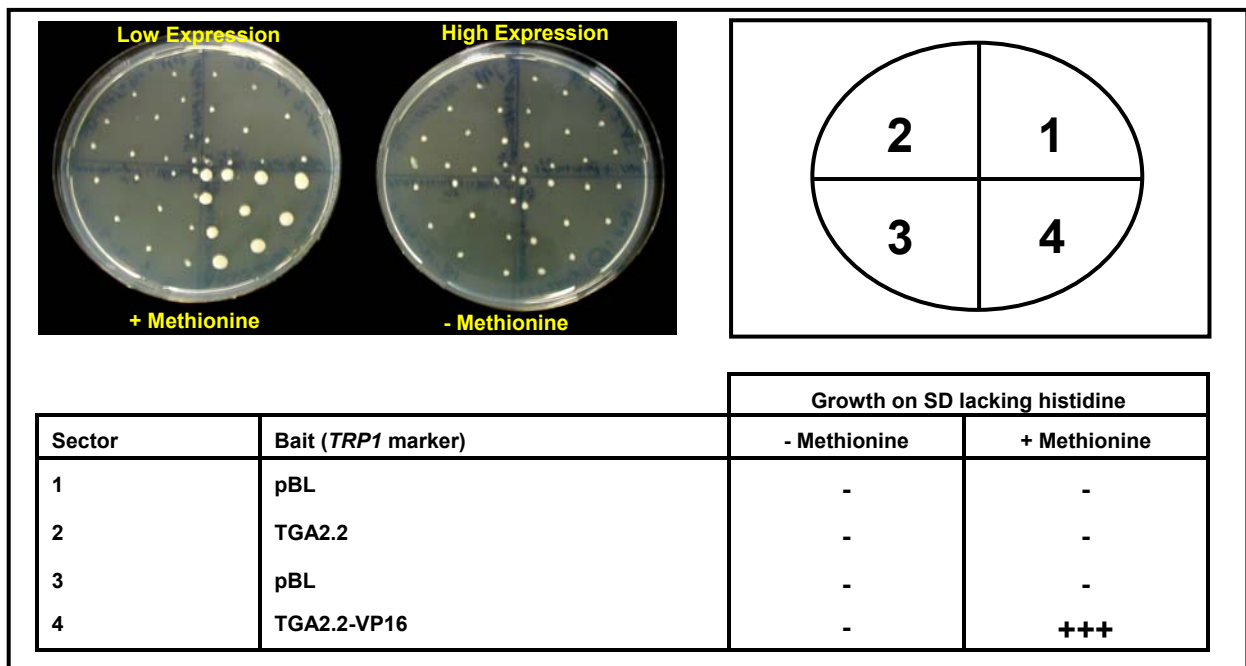 Low Expression
High Expression
+ Methionine
- Methionine
2
1
3
4
Growth on SD lacking histidine
Sector
Bait (TRP1 marker)
- Methionine
+ Methionine
1
pBL
-
-
2
TGA2.2
-
-
3
pBL
-
-
4
TGA2.2-VP16
-
+++